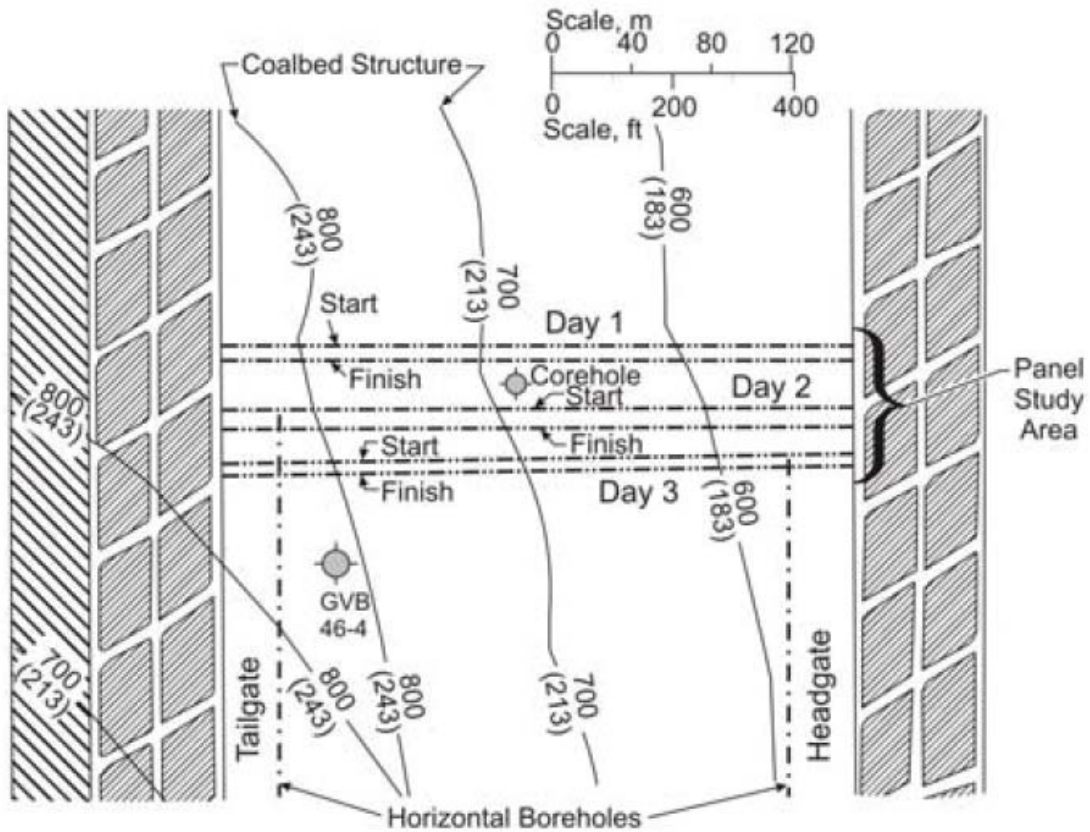 Scale, m
0 40 80 120
Coalbed Structure
0 200 400
Scale, ft
800
(243)
700
(213)
600
(183)
Start
Day 1
Finish
Corehole
Start
Day 2
Panel
Study
Area
800
(243)
Start
Finish
Finish
Day 3
600
(183)
GVB
46-4
700
(213)
Tailgate
800
(243)
800
(243)
700
(213)
Headgate
Horizontal Boreholes